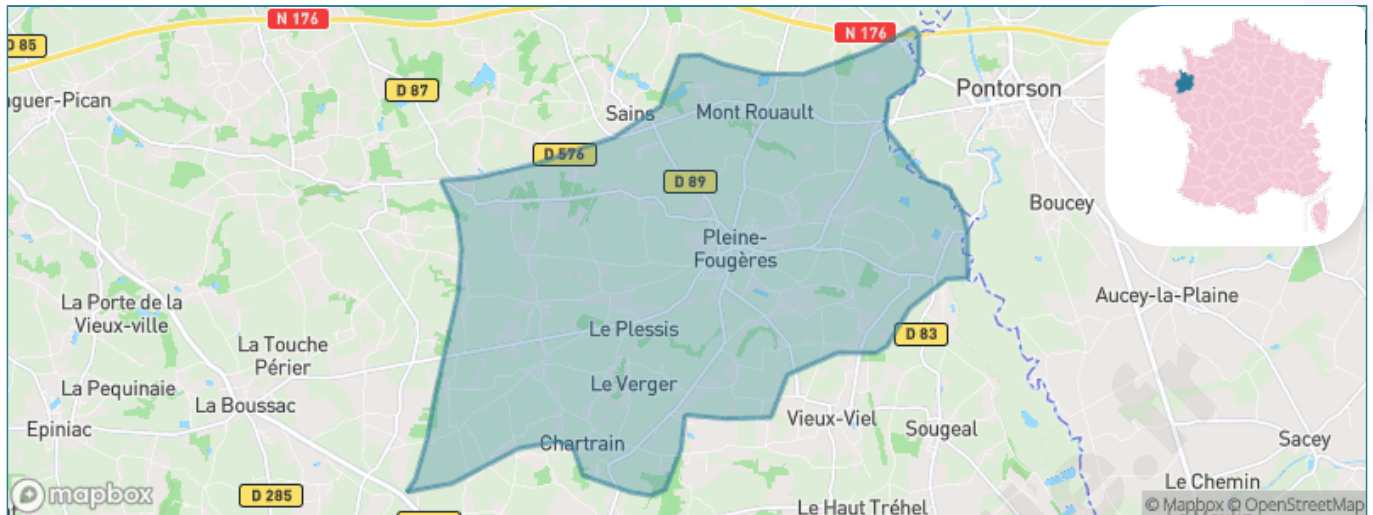 N 176
D 85
N 176
D 87
Pontorson
Sains
Mont Rouault
D 576
D 89
Boucey
Pleine-
Fougères
Aucey-la-Plaine
La Porte de la
Vieux-ville
Le Plessis
D 83
La Touche
Périer
Le Verger
La Pequinaie
La Boussac
Vieux-Viel
Sougeal
Epiniac
Chartrain
Sacey
Le Chemin
mapbox
D 285
Le Haut Tréhel
© Mapbox © OpenStreetMap